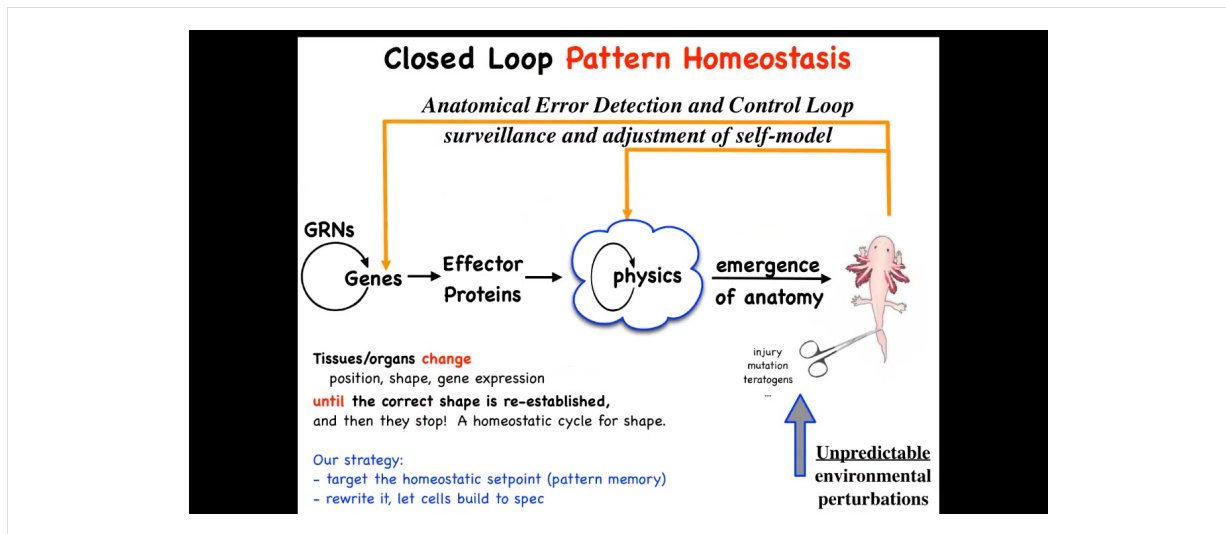 Closed Loop Pattern Homeostasis
Anatomical Error Detection and Control Loop
surveillance and adjustment of self-model
GRNs
Genes
Effector
Proteins
physics
emergence
of anatomy
injury
mutation
teratogens
...
Tissues/organs change
position, shape, gene expression
until the correct shape is re-established,
and then they stop! A homeostatic cycle for shape.
Our strategy:
- target the homeostatic setpoint (pattern memory)
- rewrite it, let cells build to spec
Unpredictable
environmental
perturbations